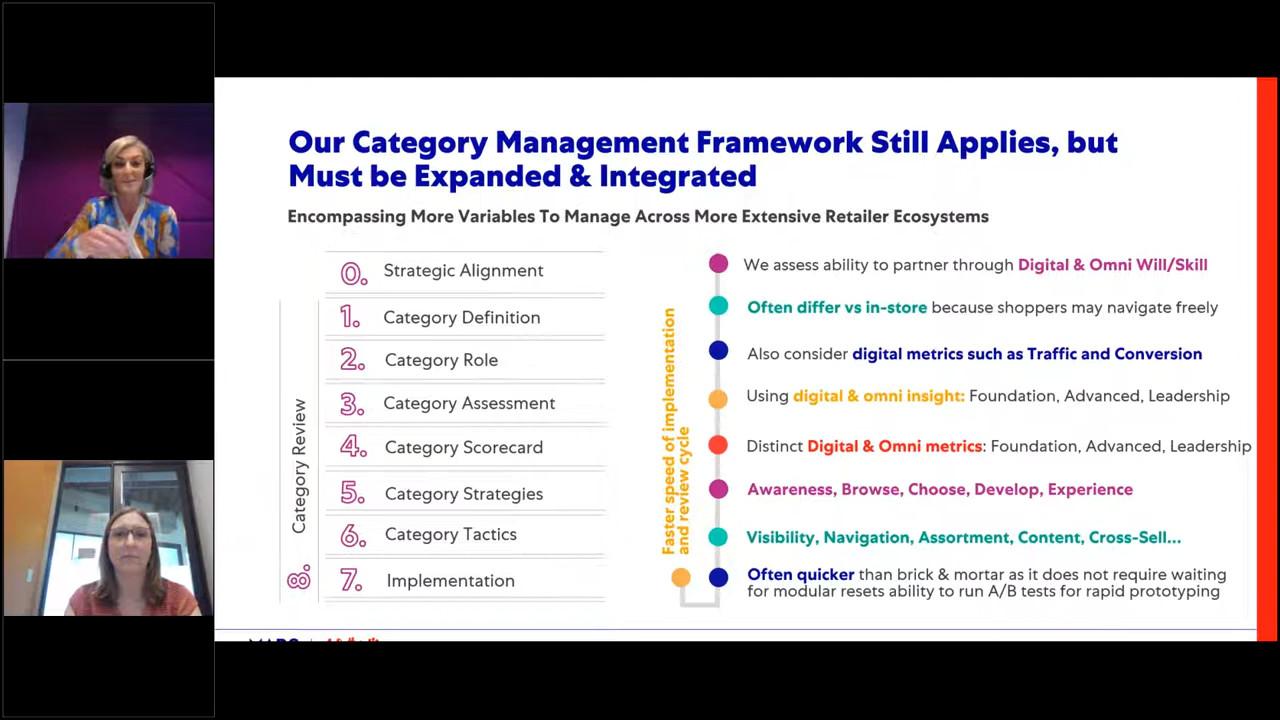 Our Category Management Framework Still Applies, but
Must be Expanded & Integrated
Encompassing More Variables To Manage Across More Extensive Retailer Ecosystems
0. Strategic Alignment
1. Category Definition
2. Category Role
3. Category Assessment
4. Category Scorecard
5. Category Strategies
6. Category Tactics
7. Implementation
8. Category Review
Faster speed of implementation
and review cycle
We assess ability to partner through Digital & Omni Will/Skill
Often differ vs in-store because shoppers may navigate freely
Also consider digital metrics such as Traffic and Conversion
Using digital & omni insight: Foundation, Advanced, Leadership
Distinct Digital & Omni metrics: Foundation, Advanced, Leadership
Awareness, Browse, Choose, Develop, Experience
Visibility, Navigation, Assortment, Content, Cross-Sell...
Often quicker than brick & mortar as it does not require waiting
for modular resets ability to run A/B tests for rapid prototyping